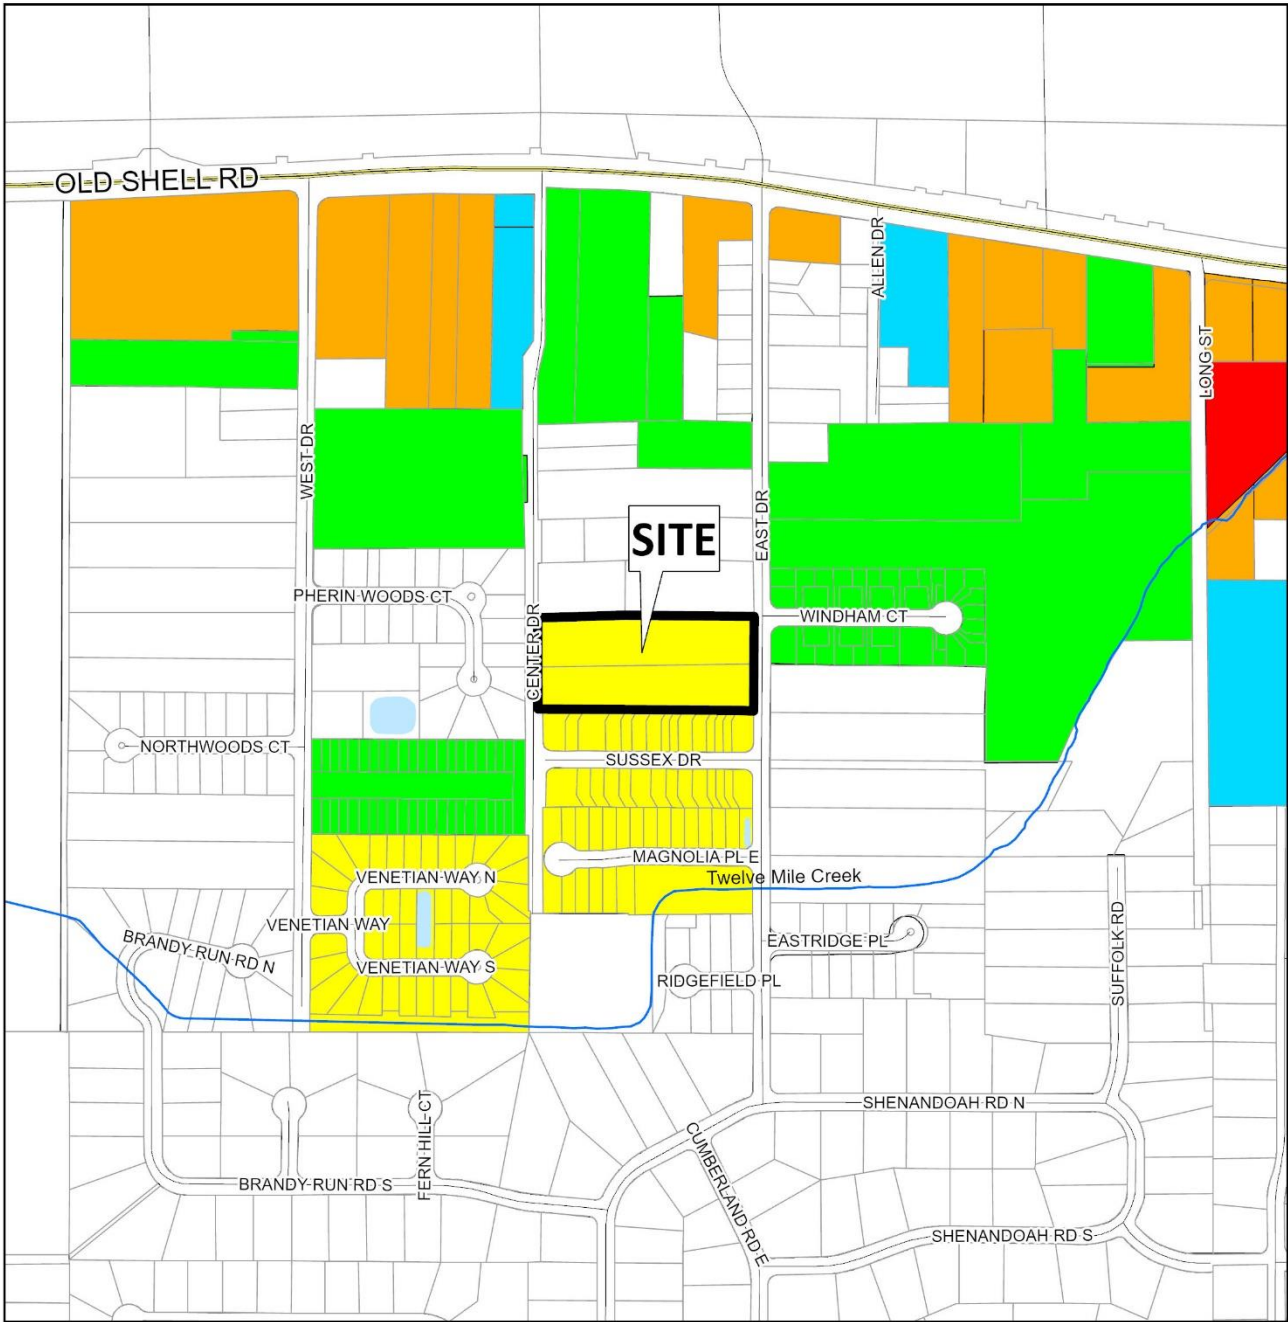 OLD SHELL RD
ALLEN DR
LONG ST
WEST DR
EAST DR
SITE
PHERIN WOODS CT
CENTER DR
WINDHAM CT
NORTHWOODS CT
SUSSEX DR
MAGNOLIA PL E
VENETIAN WAY N
Twelve Mile Creek
VENETIAN WAY
BRANDY RUN RD N
EASTRIDGE PL
VENETIAN WAY S
RIDGEFIELD PL
SUFFOLK RD
SHENANDOAH RD N
FERN HILL CT
CUMBERLAND RD E
BRANDY RUN RD S
SHENANDOAH RD S